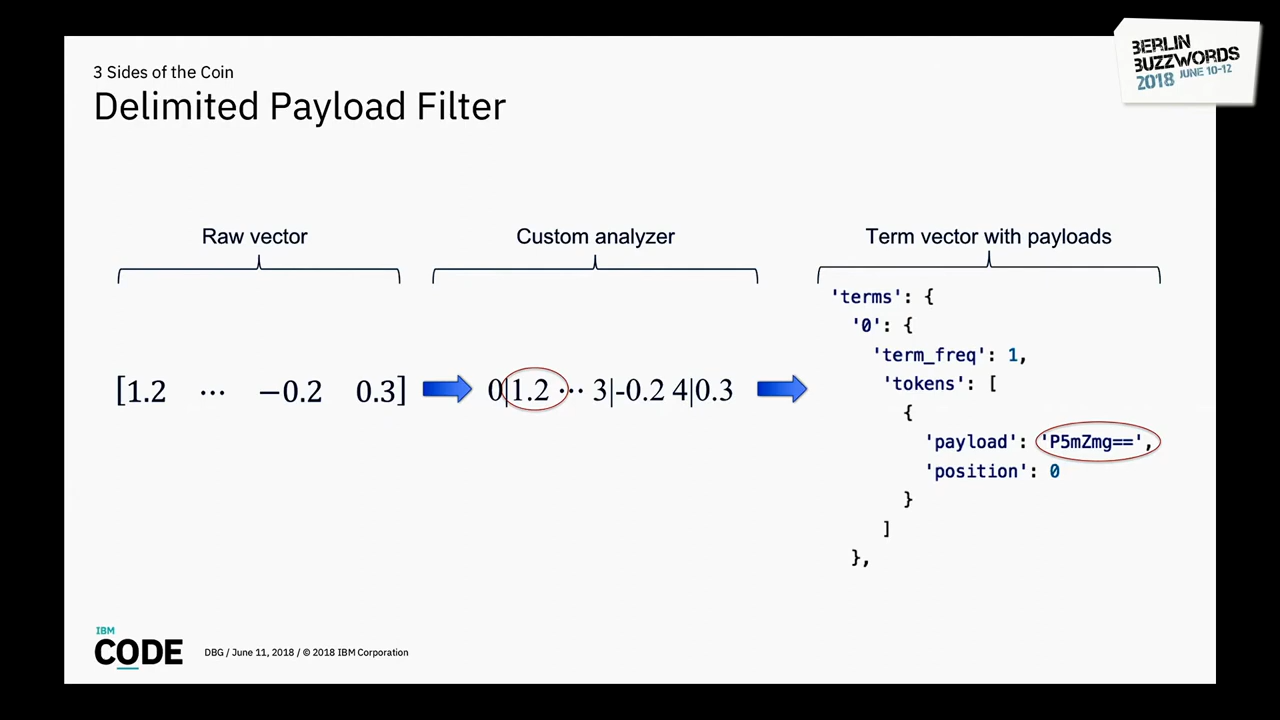 BERLIN
BUZZWORDS
2018 JUNE 10-12
3 Sides of the Coin
Delimited Payload Filter
Raw vector
Custom analyzer
Term vector with payloads
[1.2 ⋯ −0.2 0.3]
0|1.2 ⋯ 3|-0.2 4|0.3
'terms': {
'0': {
'term_freq': 1,
'tokens': [
{
'payload': 'P5mZmg==',
'position': 0
}
]
},
IBM
CODE
DBG / June 11, 2018 / © 2018 IBM Corporation